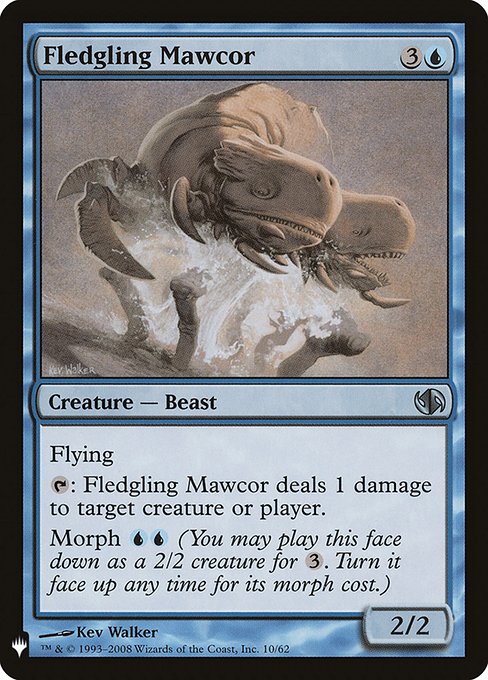 Fledgling Mawcor 3
KEV WALKER
Creature — Beast
Flying
: Fledgling Mawcor deals 1 damage
to target creature or player.
Morph (You may play this face
down as a 2/2 creature for 3. Turn it
face up any time for its morph cost.)
Kev Walker
2/2
™ & © 1993–2008 Wizards of the Coast, Inc. 10/62